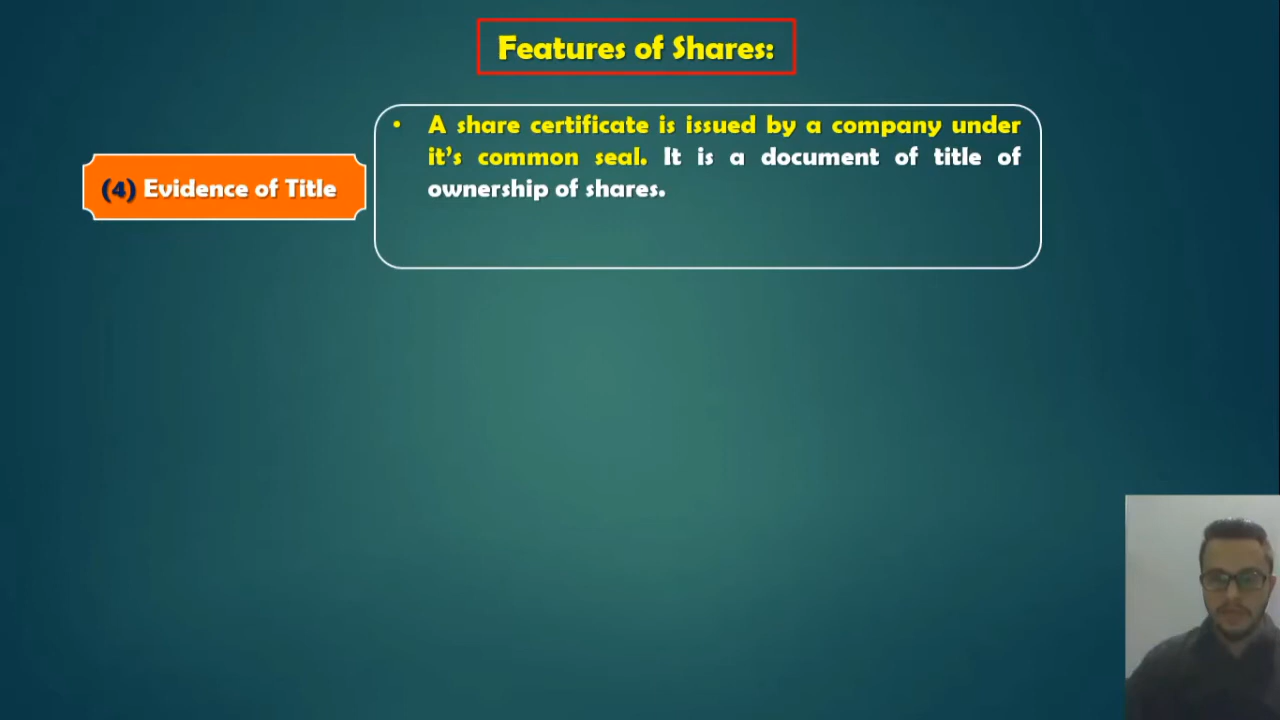 Features of Shares:
(4) Evidence of Title
• A share certificate is issued by a company under
it’s common seal. It is a document of title of
ownership of shares.